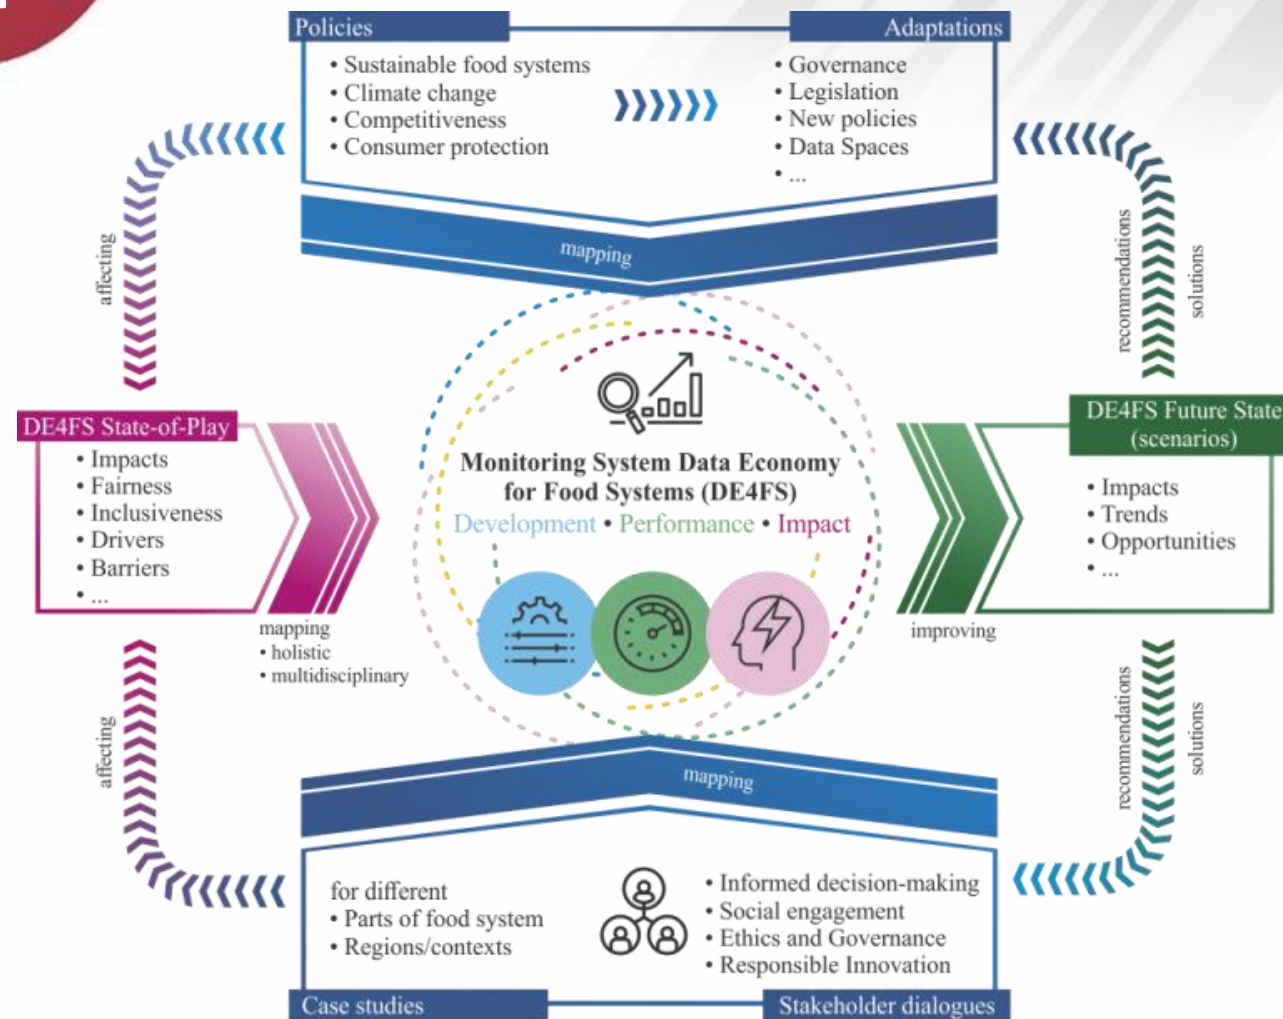 Policies
Adaptations
• Sustainable food systems
• Climate change
• Competitiveness
• Consumer protection
• Governance
• Legislation
• New policies
• Data Spaces
• ...
mapping
affecting
recommendations
solutions
DE4FS State-of-Play
• Impacts
• Fairness
• Inclusiveness
• Drivers
• Barriers
• ...
mapping
• holistic
• multidisciplinary
Monitoring System Data Economy
for Food Systems (DE4FS)
Development • Performance • Impact
DE4FS Future State
(scenarios)
• Impacts
• Trends
• Opportunities
• ...
improving
affecting
recommendations
solutions
mapping
for different
• Parts of food system
• Regions/contexts
• Informed decision-making
• Social engagement
• Ethics and Governance
• Responsible Innovation
Case studies
Stakeholder dialogues